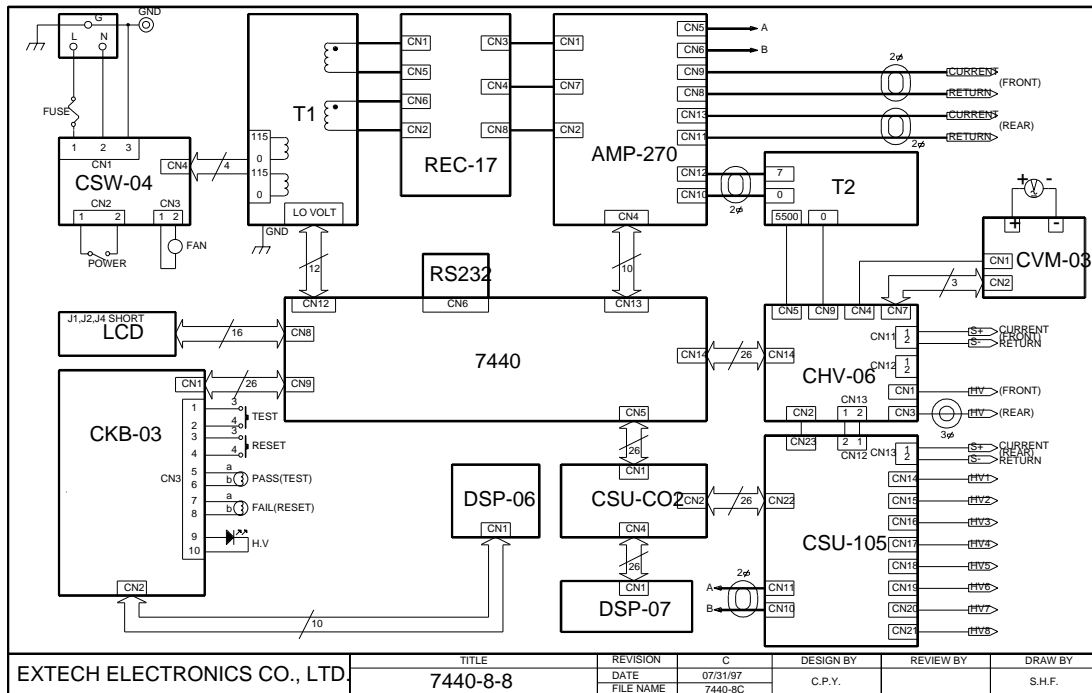 G
GND
L N
FUSE
1 2 3
CN1
CSW-04
CN4
CN2
CN3
1 2
1 2
POWER
FAN
4
115
0
115
0
T1
LO VOLT
GND
12
CN1
CN5
CN6
CN2
CN3
CN4
CN8
REC-17
CN1
CN7
CN2
AMP-270
CN4
CN5
CN6
CN9
CN8
CN13
CN11
CN12
CN10
A
B
2ø
CURRENT
(FRONT)
RETURN
CURRENT
(REAR)
RETURN
2ø
2ø
7
0
T2
5500
0
+ -
V
+ -
CVM-03
CN1
CN2
3
10
RS232
CN6
CN12
CN13
J1,J2,J4 SHORT
LCD
16
CN8
7440
CN14
26
CN9
CN5
26
CN5
CN9
CN4
CN7
CN14
CHV-06
CN11
1
2
CN12
1
2
CN1
CN3
CN2
CN13
1 2
S+
CURRENT
(FRONT)
S-
RETURN
HV
(FRONT)
HV
(REAR)
3ø
CN1
CKB-03
CN3
1
2
3
4
5
6
7
8
9
10
3
4
TEST
3
4
RESET
a
b
PASS(TEST)
a
b
FAIL(RESET)
H.V
CN2
10
DSP-06
CN1
26
CN1
CSU-CO2
CN2
26
CN4
26
CN1
DSP-07
CN23
2 1
CN12
CN13
1
2
S+
CURRENT
(REAR)
S-
RETURN
CN22
CSU-105
CN14
HV1
CN15
HV2
CN16
HV3
CN17
HV4
CN18
HV5
CN19
HV6
CN20
HV7
CN21
HV8
A
B
2ø
CN11
CN10
EXTECH ELECTRONICS CO., LTD.
TITLE
7440-8-8
REVISION C
DATE 07/31/97
FILE NAME 7440-8C
DESIGN BY
C.P.Y.
REVIEW BY
DRAW BY
S.H.F.